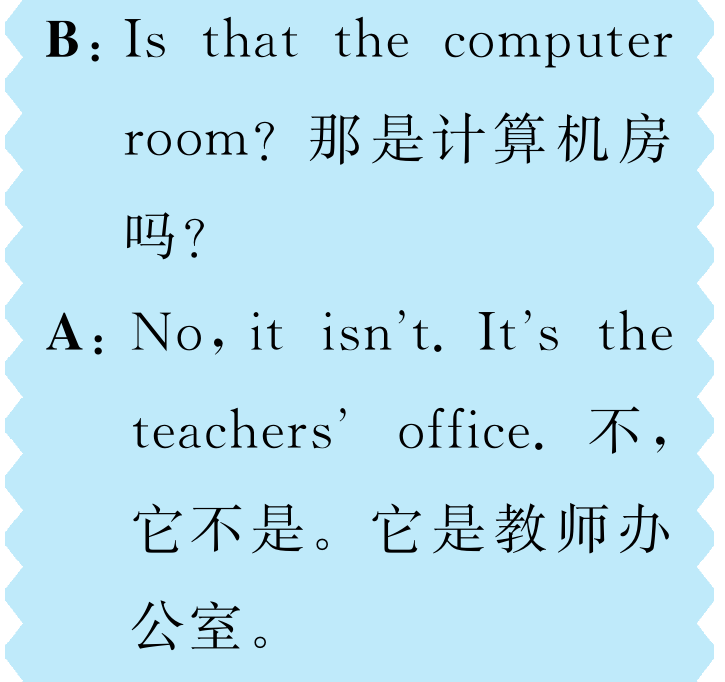 B: Is that the computer
room? 那是计算机房
吗?
A: No, it isn't. It's the
teachers' office. 不,
它不是。它是教师办
公室。